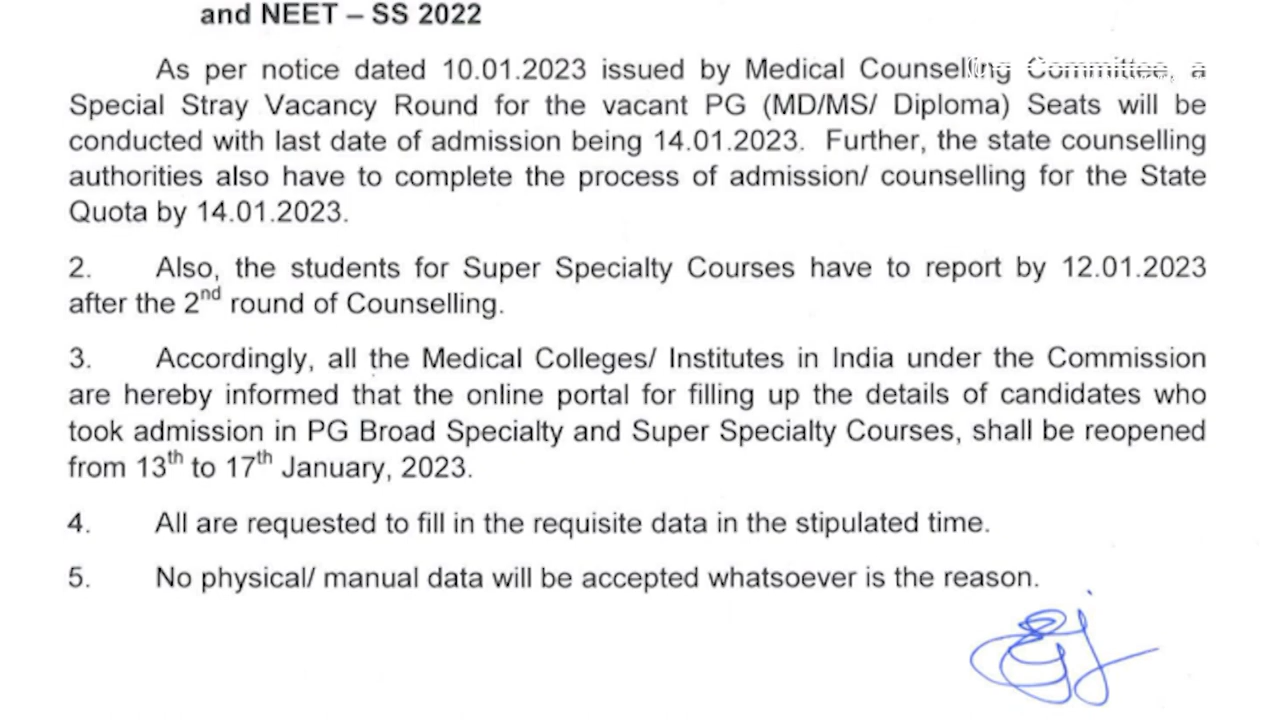 and NEET – SS 2022
As per notice dated 10.01.2023 issued by Medical Counselling Committee, a
Special Stray Vacancy Round for the vacant PG (MD/MS/ Diploma) Seats will be
conducted with last date of admission being 14.01.2023. Further, the state counselling
authorities also have to complete the process of admission/ counselling for the State
Quota by 14.01.2023.
2. Also, the students for Super Specialty Courses have to report by 12.01.2023
after the 2nd round of Counselling.
3. Accordingly, all the Medical Colleges/ Institutes in India under the Commission
are hereby informed that the online portal for filling up the details of candidates who
took admission in PG Broad Specialty and Super Specialty Courses, shall be reopened
from 13th to 17th January, 2023.
4. All are requested to fill in the requisite data in the stipulated time.
5. No physical/ manual data will be accepted whatsoever is the reason.